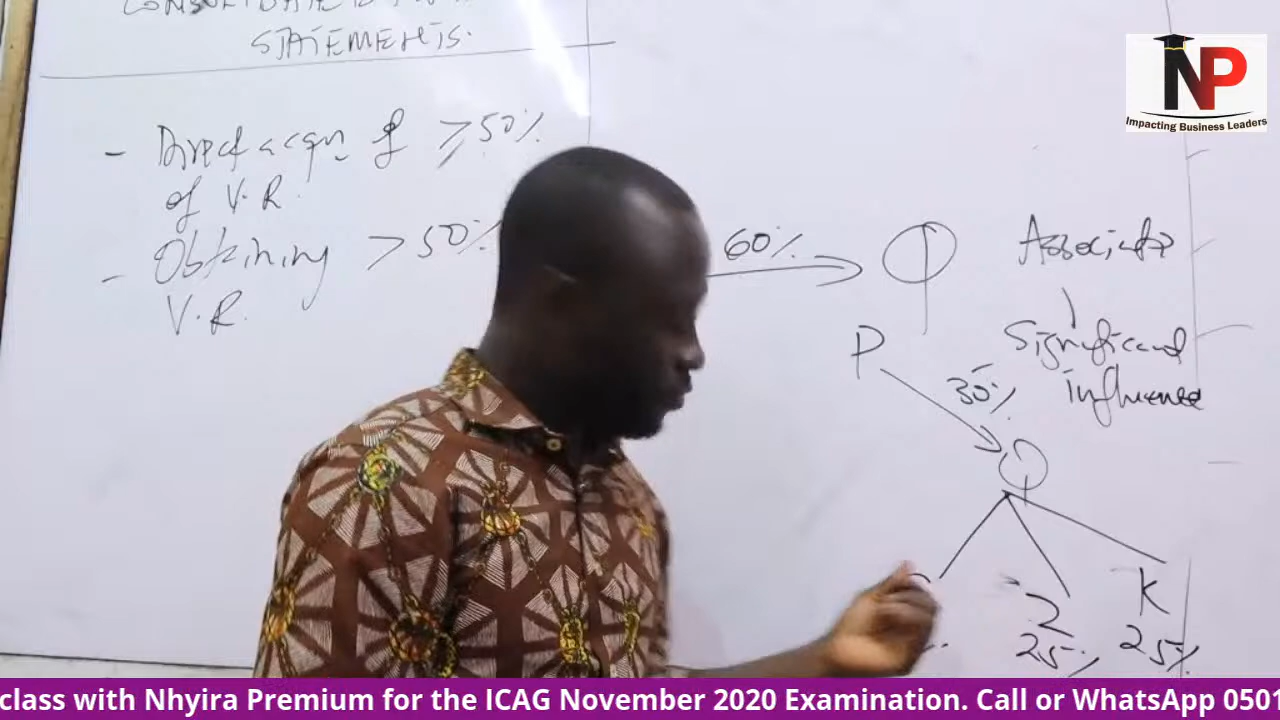 STATEMENTS.
- Direct acqn. of ⩾50%
of V.R.
- Obtaining >50%
V.R.
60%
Associate
Significant
influence
P
30%
Z
25%
K
25%
NP
Impacting Business Leaders
class with Nhyira Premium for the ICAG November 2020 Examination. Call or WhatsApp 0501